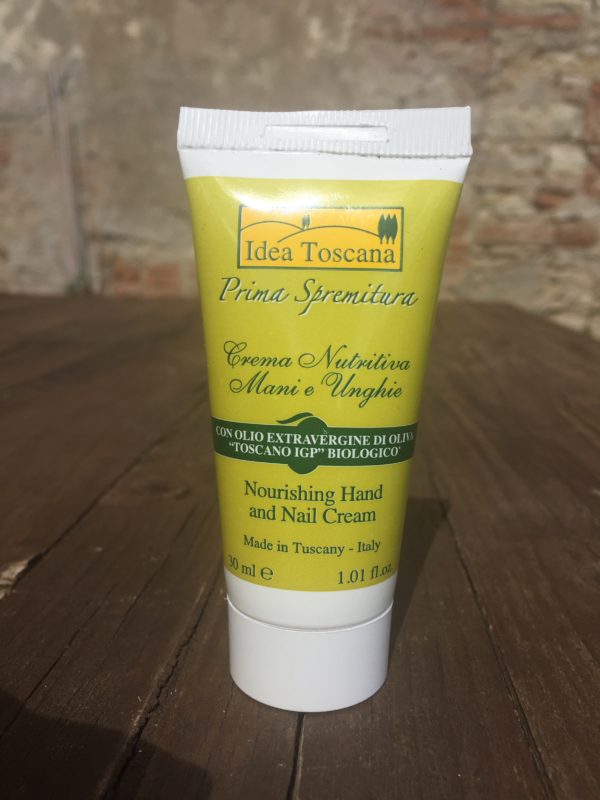 Idea Toscana
Prima Spremitura
Crema Nutritiva
Mani e Unghie
CON OLIO EXTRAVERGINE DI OLIVA
"TOSCANO IGP" BIOLOGICO*
Nourishing Hand
and Nail Cream
Made in Tuscany - Italy
30 ml ℮ 1.01 fl.oz.